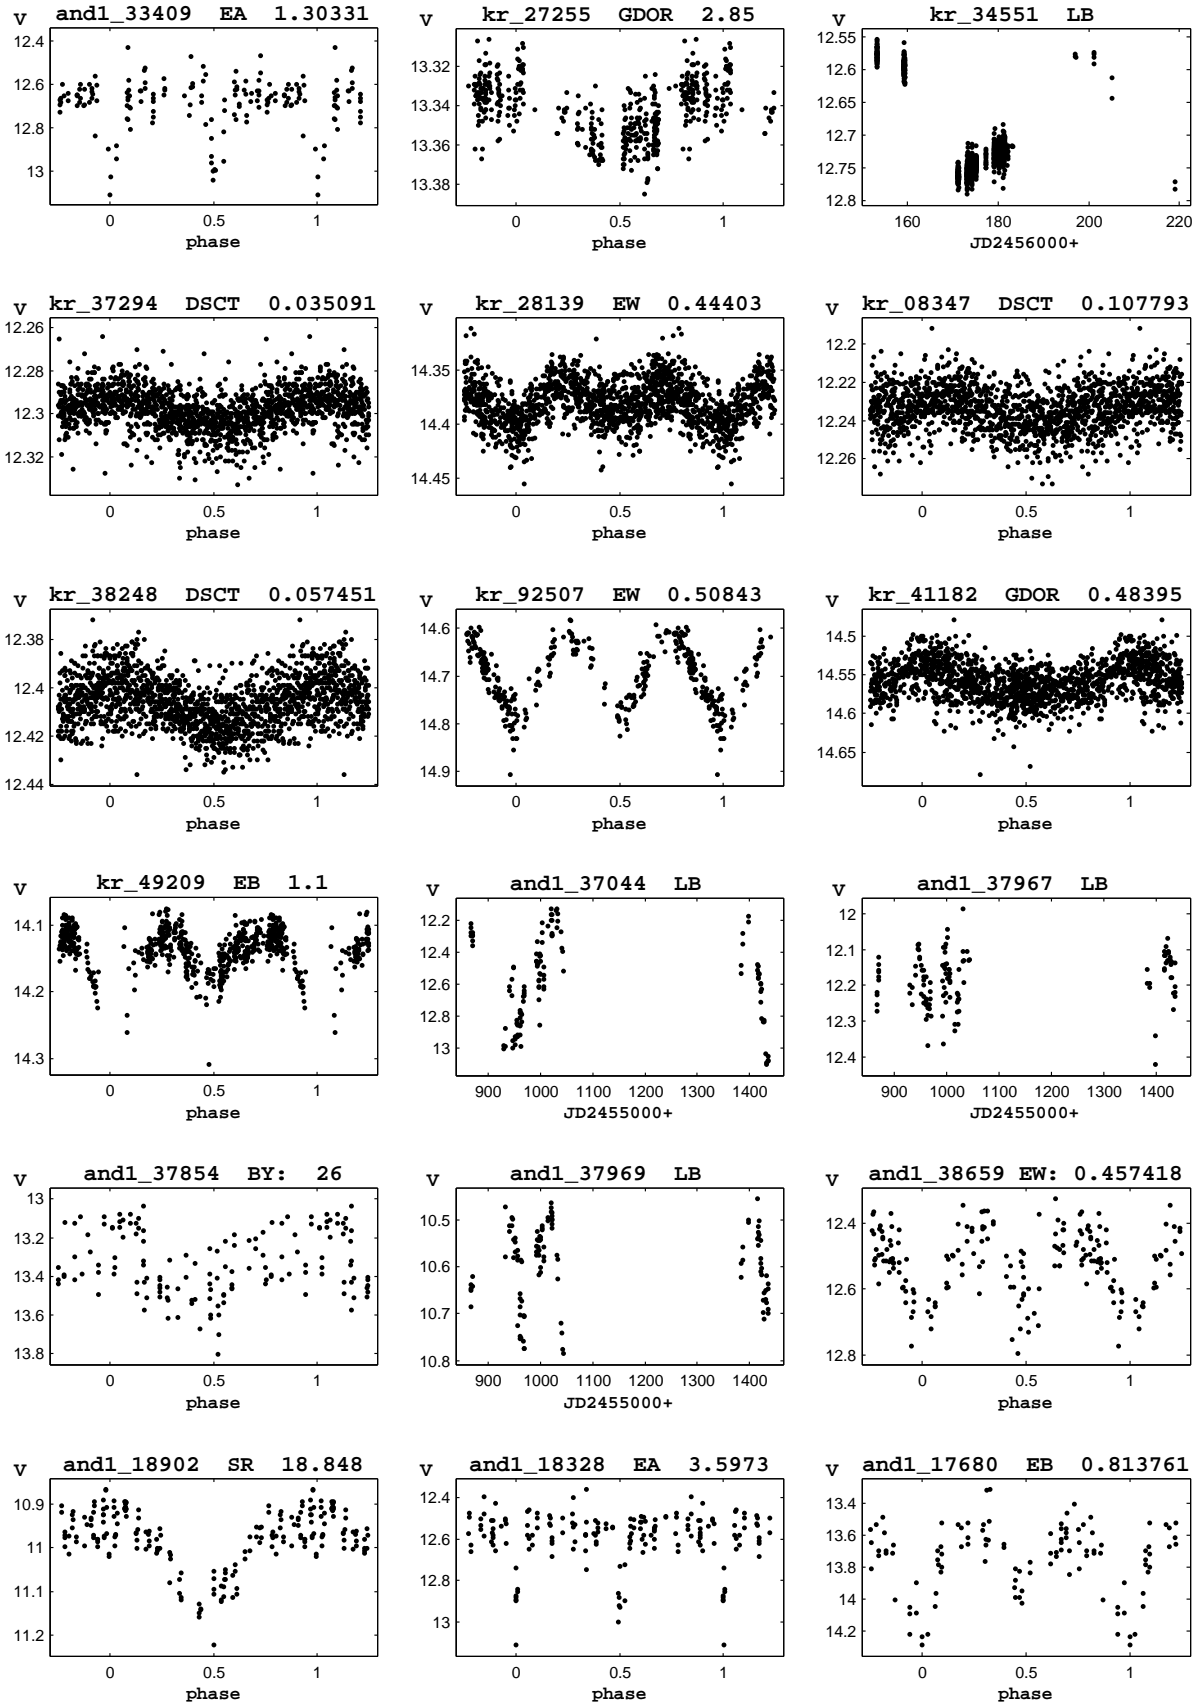 V and1_33409 EA 1.30331
12.4
12.6
12.8
13
0 0.5 1
phase
V kr_27255 GDOR 2.85
13.32
13.34
13.36
13.38
0 0.5 1
phase
V kr_34551 LB
12.55
12.6
12.65
12.7
12.75
12.8
160 180 200 220
JD2456000+
V kr_37294 DSCT 0.035091
12.26
12.28
12.3
12.32
0 0.5 1
phase
V kr_28139 EW 0.44403
14.35
14.4
14.45
0 0.5 1
phase
V kr_08347 DSCT 0.107793
12.2
12.22
12.24
12.26
0 0.5 1
phase
V kr_38248 DSCT 0.057451
12.38
12.4
12.42
12.44
0 0.5 1
phase
V kr_92507 EW 0.50843
14.6
14.7
14.8
14.9
0 0.5 1
phase
V kr_41182 GDOR 0.48395
14.5
14.55
14.6
14.65
0 0.5 1
phase
V kr_49209 EB 1.1
14.1
14.2
14.3
0 0.5 1
phase
V and1_37044 LB
12.2
12.4
12.6
12.8
13
900 1000 1100 1200 1300 1400
JD2455000+
V and1_37967 LB
12
12.1
12.2
12.3
12.4
900 1000 1100 1200 1300 1400
JD2455000+
V and1_37854 BY: 26
13
13.2
13.4
13.6
13.8
0 0.5 1
phase
V and1_37969 LB
10.5
10.6
10.7
10.8
900 1000 1100 1200 1300 1400
JD2455000+
V and1_38659 EW: 0.457418
12.4
12.6
12.8
0 0.5 1
phase
V and1_18902 SR 18.848
10.9
11
11.1
11.2
0 0.5 1
phase
V and1_18328 EA 3.5973
12.4
12.6
12.8
13
0 0.5 1
phase
V and1_17680 EB 0.813761
13.4
13.6
13.8
14
14.2
0 0.5 1
phase